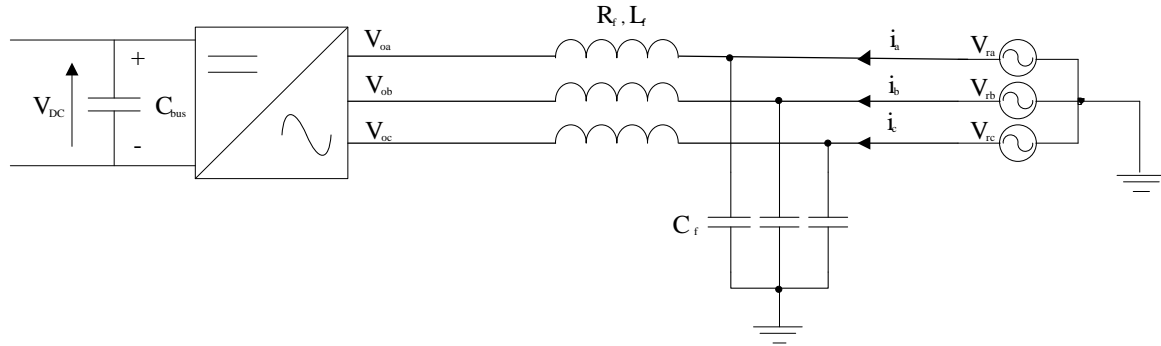 R_f , L_f
V_oa
i_a
V_ra
+
V_DC
C_bus
V_ob
i_b
V_rb
-
V_oc
i_c
V_rc
C_f